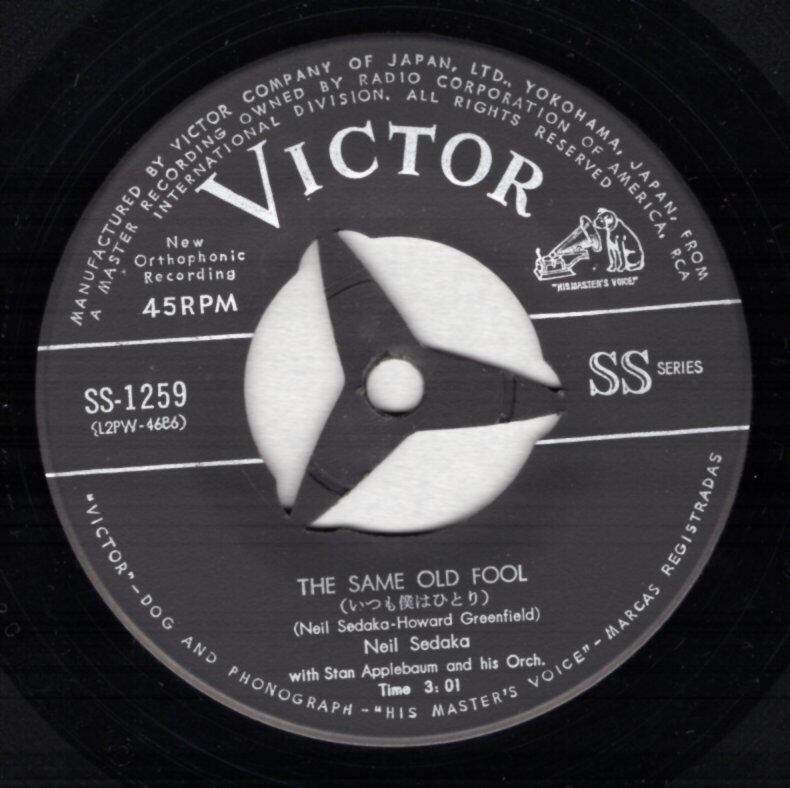 MANUFACTURED BY VICTOR COMPANY OF JAPAN, LTD., YOKOHAMA, JAPAN, FROM
A MASTER RECORDING OWNED BY RADIO CORPORATION OF AMERICA, RCA
INTERNATIONAL DIVISION. ALL RIGHTS RESERVED
VICTOR
New
Orthophonic
Recording
45RPM
"HIS MASTER'S VOICE"
SS-1259
(L2PW-4686)
SS SERIES
THE SAME OLD FOOL
(いつも僕はひとり)
(Neil Sedaka-Howard Greenfield)
Neil Sedaka
with Stan Applebaum and his Orch.
Time 3:01
"VICTOR"-DOG AND PHONOGRAPH-"HIS MASTER'S VOICE"-MARCAS REGISTRADAS